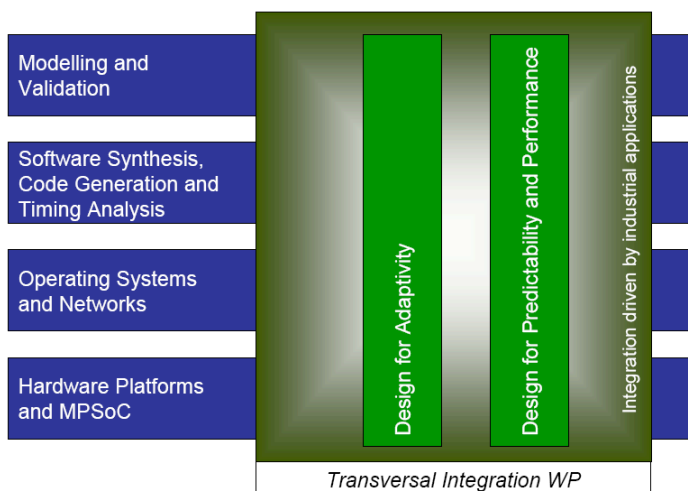 Modelling and
Validation
Software Synthesis,
Code Generation and
Timing Analysis
Operating Systems
and Networks
Hardware Platforms
and MPSoC
Design for Adaptivity
Design for Predictability and Performance
Integration driven by industrial applications
Transversal Integration WP